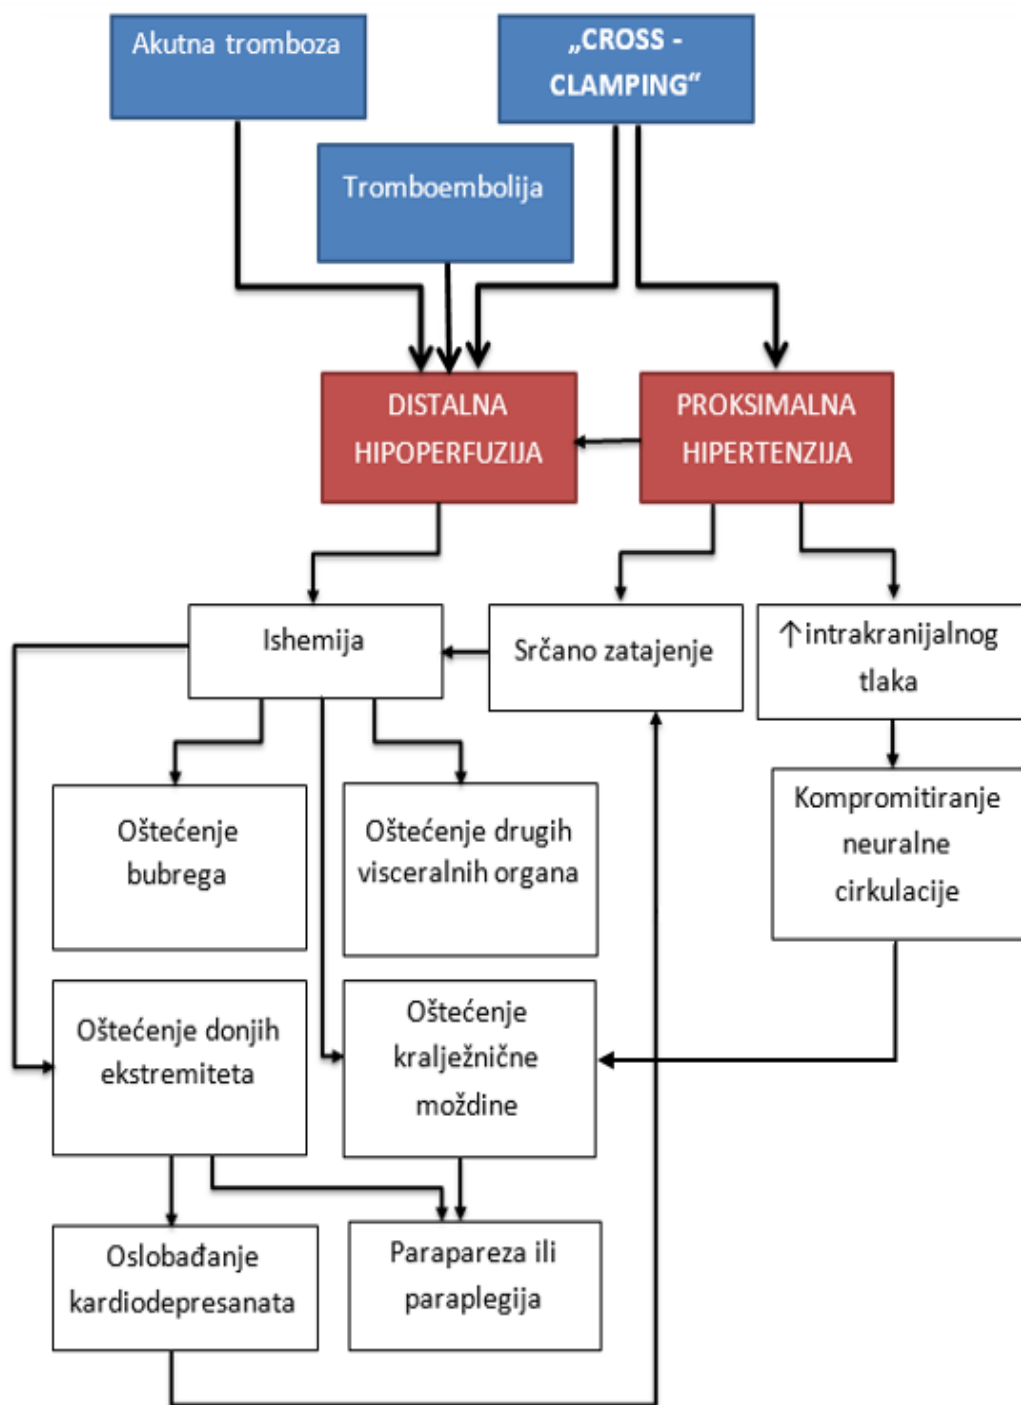 Akutna tromboza
„CROSS -
CLAMPING“
Tromboembolija
DISTALNA
HIPOPERFUZIJA
PROKSIMALNA
HIPERTENZIJA
Ishemija
Srčano zatajenje
↑intrakranijalnog
tlaka
Oštećenje
bubrega
Oštećenje drugih
visceralnih organa
Kompromitiranje
neuralne
cirkulacije
Oštećenje donjih
ekstremiteta
Oštećenje
kralježnične
moždine
Oslobađanje
kardiodepresanata
Parapareza ili
paraplegija